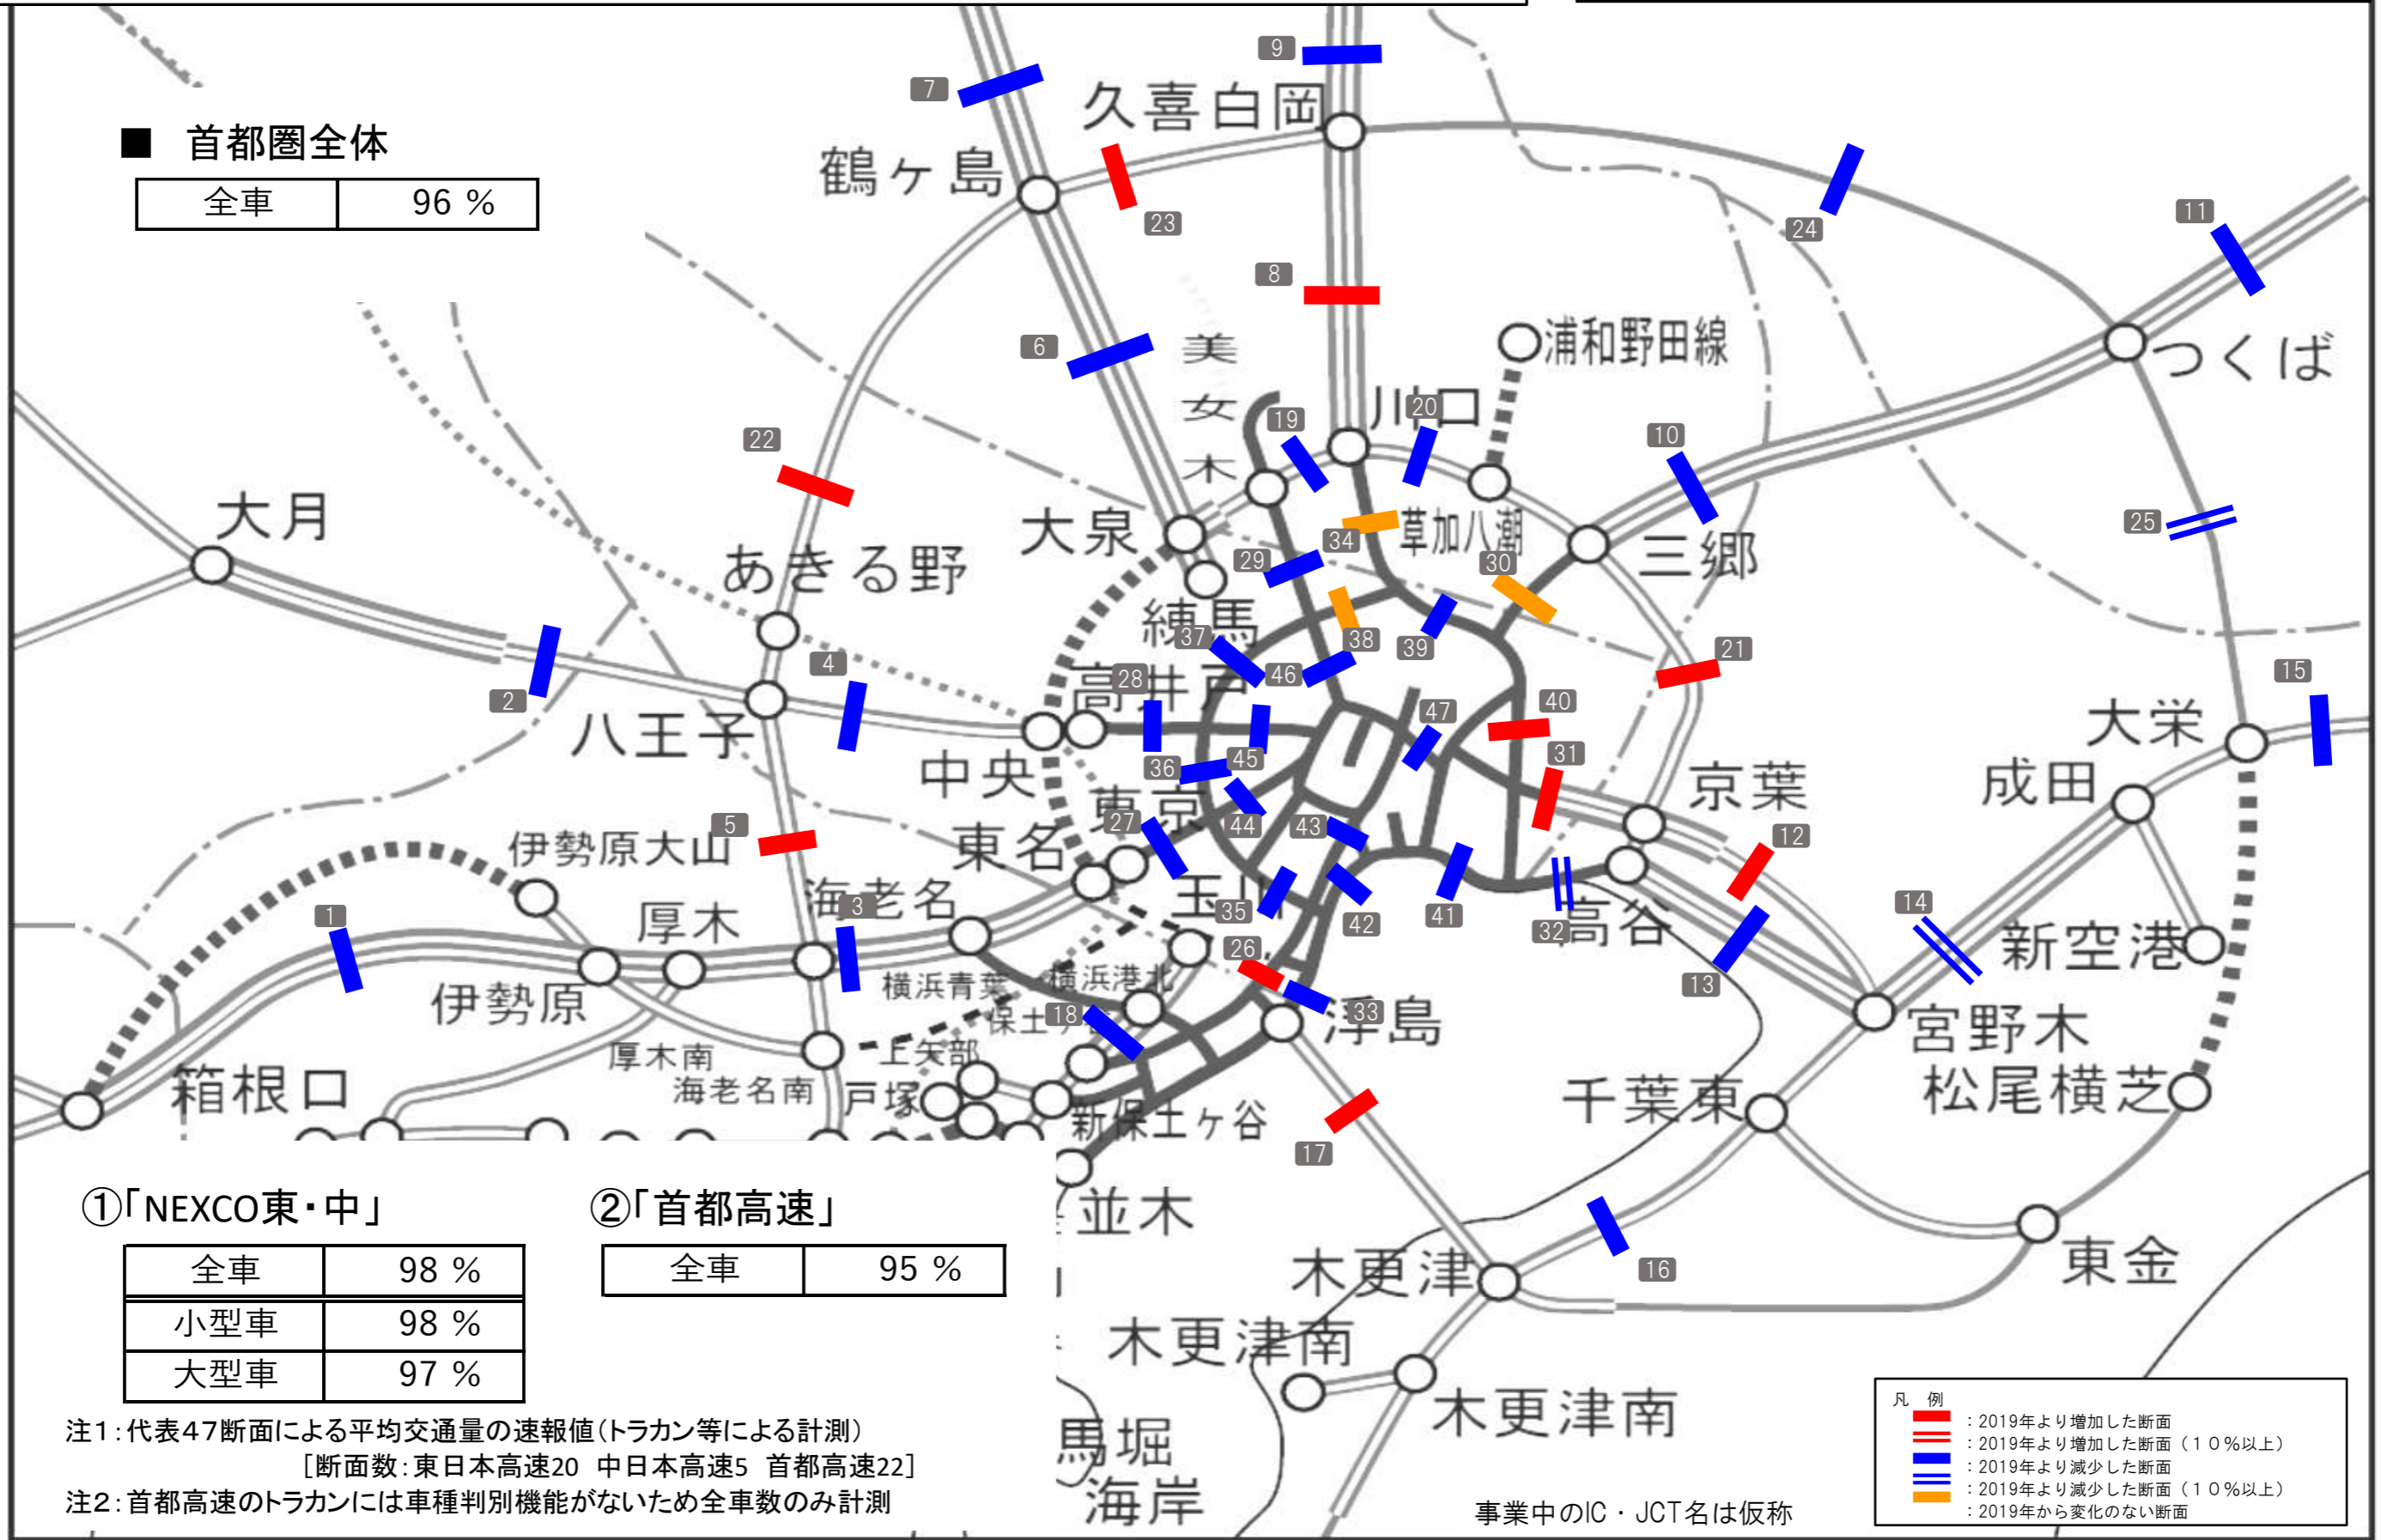 ■ 首都圏全体
全車 96 %
9
7
久喜白岡
鶴ヶ島
23
24
11
8
6
美女木
浦和野田線
つくば
19
川口
20
10
22
大月
大泉
34
草加八潮
25
あきる野
29
30
三郷
練馬
37
38
39
21
4
28
高井戸
46
15
2
40
47
大栄
八王子
31
45
36
中央
京葉
成田
東京
5
伊勢原大山
東名
27
44
43
12
海老名
3
玉川
1
厚木
35
42
41
32
高谷
14
新空港
26
横浜青葉
横浜港北
伊勢原
13
18
33
浮島
宮野木
厚木南
上矢部
箱根口
海老名南
戸塚
新保土ヶ谷
千葉東
松尾横芝
17
①「NEXCO東・中」
②「首都高速」
並木
全車 98 %
全車 95 %
16
木更津
東金
小型車 98 %
木更津南
大型車 97 %
木更津南
凡 例
:2019年より増加した断面
:2019年より増加した断面(10%以上)
:2019年より減少した断面
:2019年より減少した断面(10%以上)
:2019年から変化のない断面
馬堀
海岸
注1:代表47断面による平均交通量の速報値(トラカン等による計測)
[断面数:東日本高速20 中日本高速5 首都高速22]
注2:首都高速のトラカンには車種判別機能がないため全車数のみ計測
事業中のIC・JCT名は仮称